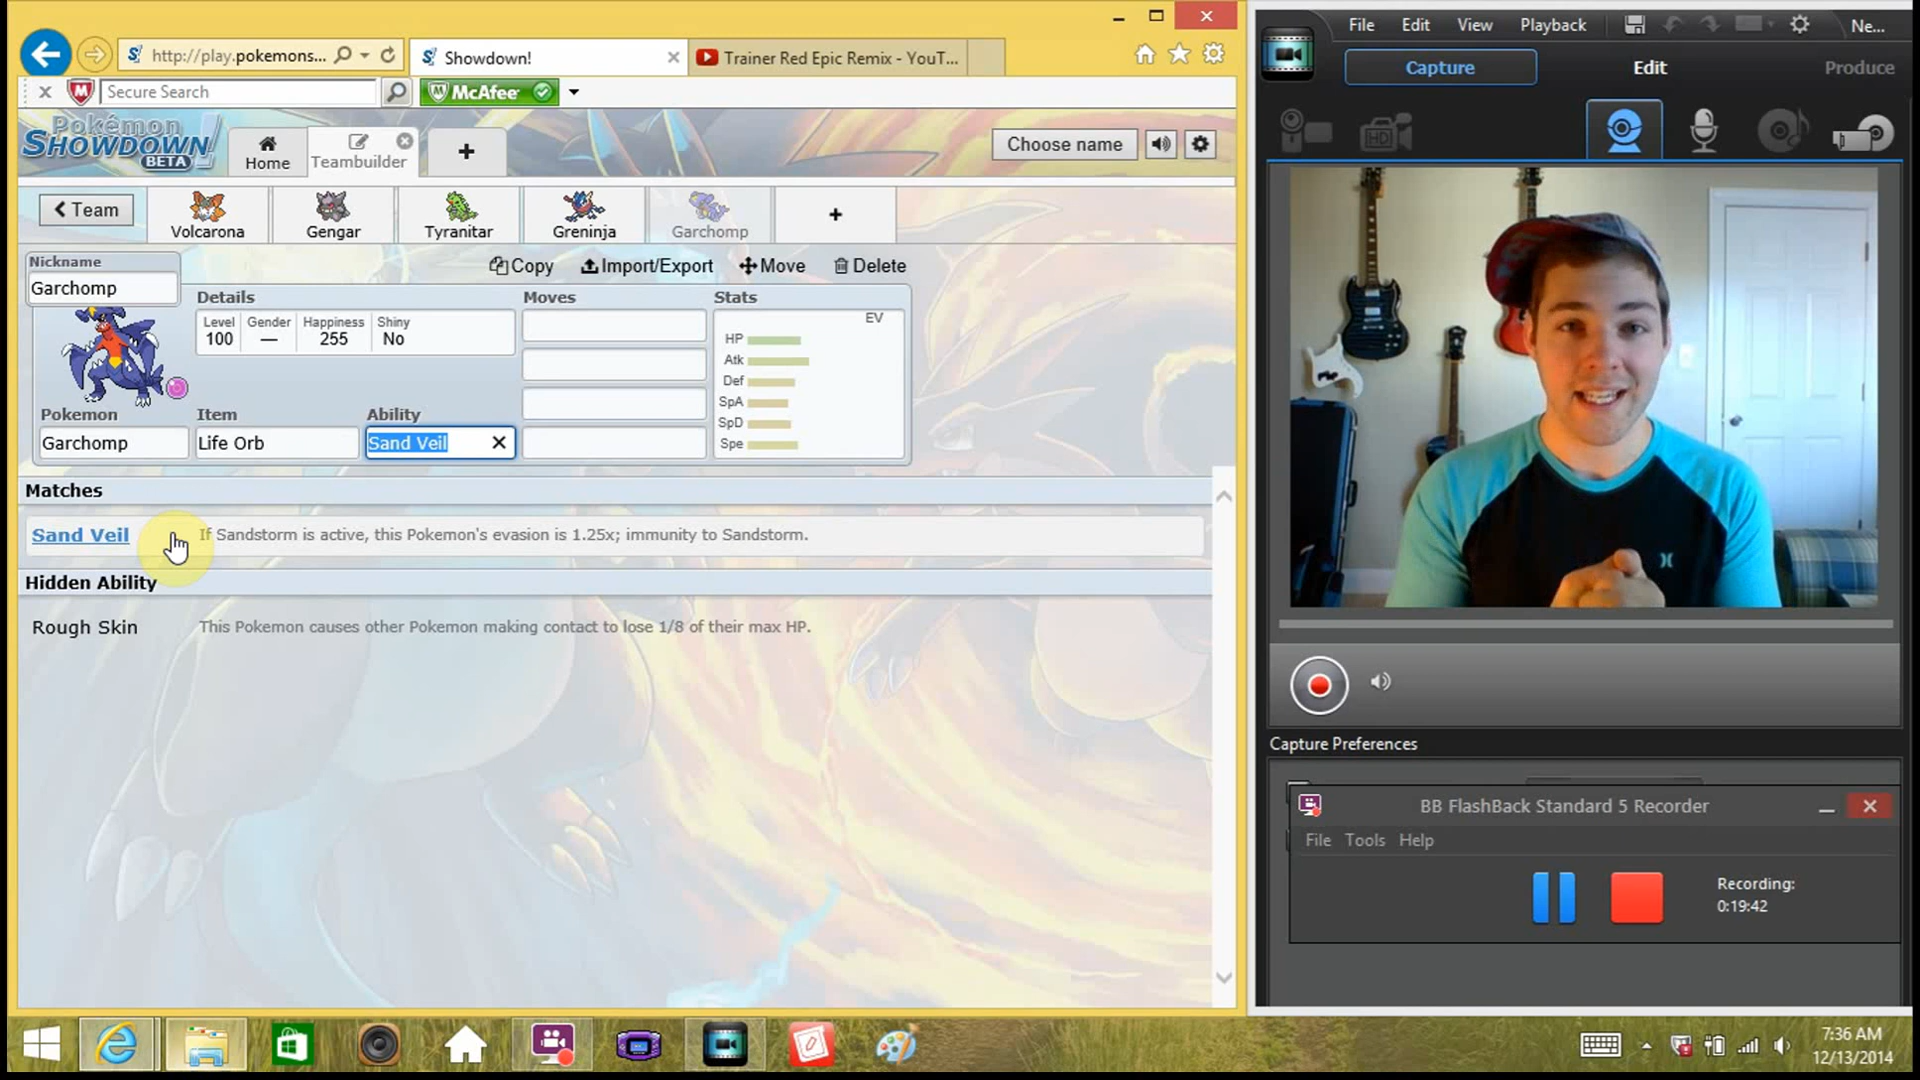 http://play.pokemons...
Showdown!
Trainer Red Epic Remix - YouT...
Secure Search
McAfee
Pokémon
SHOWDOWN!
BETA
Home
Teambuilder
Choose name
Team
Volcarona
Gengar
Tyranitar
Greninja
Garchomp
Copy
Import/Export
Move
Delete
Nickname
Garchomp
Details
Moves
Stats
Level
Gender
Happiness
Shiny
100
—
255
No
EV
HP
Atk
Def
SpA
SpD
Spe
Pokemon
Item
Ability
Garchomp
Life Orb
Sand Veil
Matches
Sand Veil
If Sandstorm is active, this Pokemon's evasion is 1.25x; immunity to Sandstorm.
Hidden Ability
Rough Skin
This Pokemon causes other Pokemon making contact to lose 1/8 of their max HP.
File
Edit
View
Playback
Ne...
Capture
Edit
Produce
HD
Capture Preferences
BB FlashBack Standard 5 Recorder
File
Tools
Help
Recording:
0:19:42
7:36 AM
12/13/2014